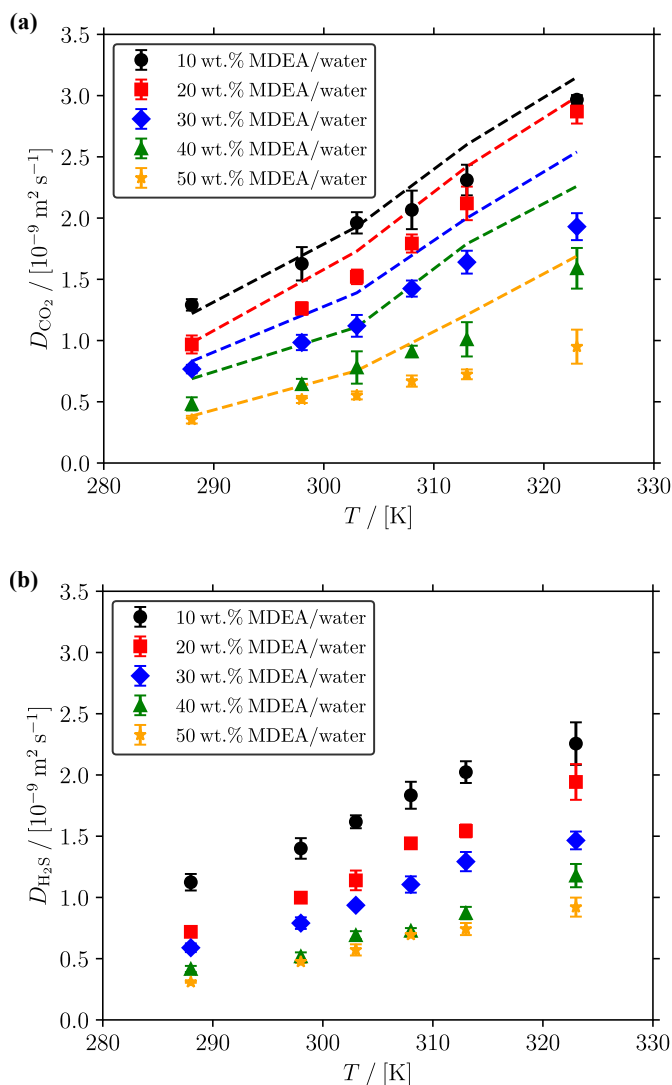 (a)
3.5
3.0
2.5
2.0
1.5
1.0
0.5
0.0
D_CO₂ / [10⁻⁹ m² s⁻¹]
10 wt.% MDEA/water
20 wt.% MDEA/water
30 wt.% MDEA/water
40 wt.% MDEA/water
50 wt.% MDEA/water
280 290 300 310 320 330
T / [K]
(b)
3.5
3.0
2.5
2.0
1.5
1.0
0.5
0.0
D_H₂S / [10⁻⁹ m² s⁻¹]
10 wt.% MDEA/water
20 wt.% MDEA/water
30 wt.% MDEA/water
40 wt.% MDEA/water
50 wt.% MDEA/water
280 290 300 310 320 330
T / [K]